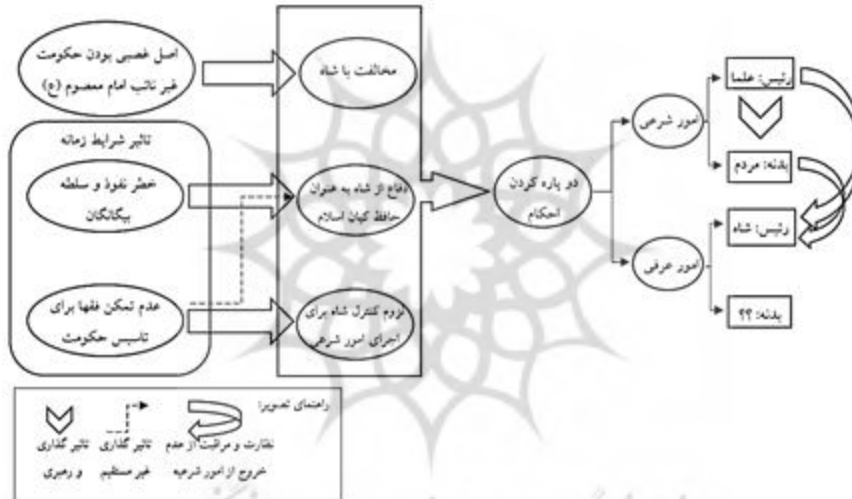 اصل غصبی بودن حکومت
غیر نائب امام معصوم (ع)
تاثیر شرایط زمانه
خطر نفوذ و سلطه
بیگانگان
عدم تمکن فقها برای
تاسیس حکومت
مخالفت با شاه
دفاع از شاه به عنوان
حافظ کیان اسلام
لزوم کنترل شاه برای
اجرای امور شرعی
دو پاره کردن
احکام
امور شرعی
امور عرفی
رئیس: علما
بدنه: مردم
رئیس: شاه
بدنه: ؟؟
راهنمای تصویر:
نظارت و مراقبت از عدم
خروج از امور شرعیه
تاثیر گذاری
غیر مستقیم
تاثیر گذاری
و رهبری